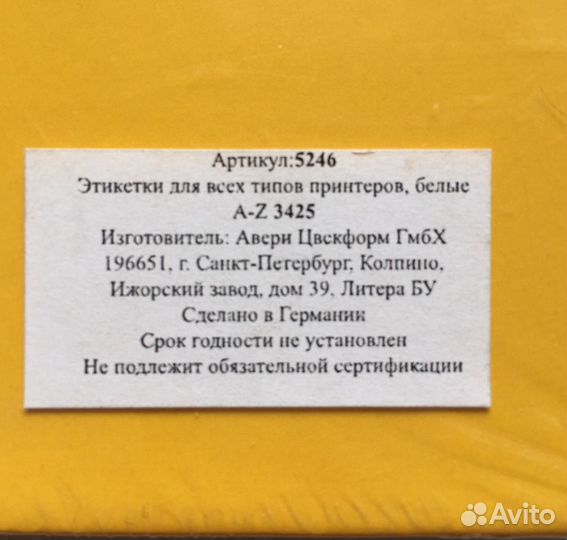 Артикул:5246
Этикетки для всех типов принтеров, белые
A-Z 3425
Изготовитель: Авери Цвскформ ГмбХ
196651, г. Санкт-Петербург, Колпино,
Ижорский завод, дом 39, Литера БУ
Сделано в Германии
Срок годности не установлен
Не подлежит обязательной сертификации
Avito